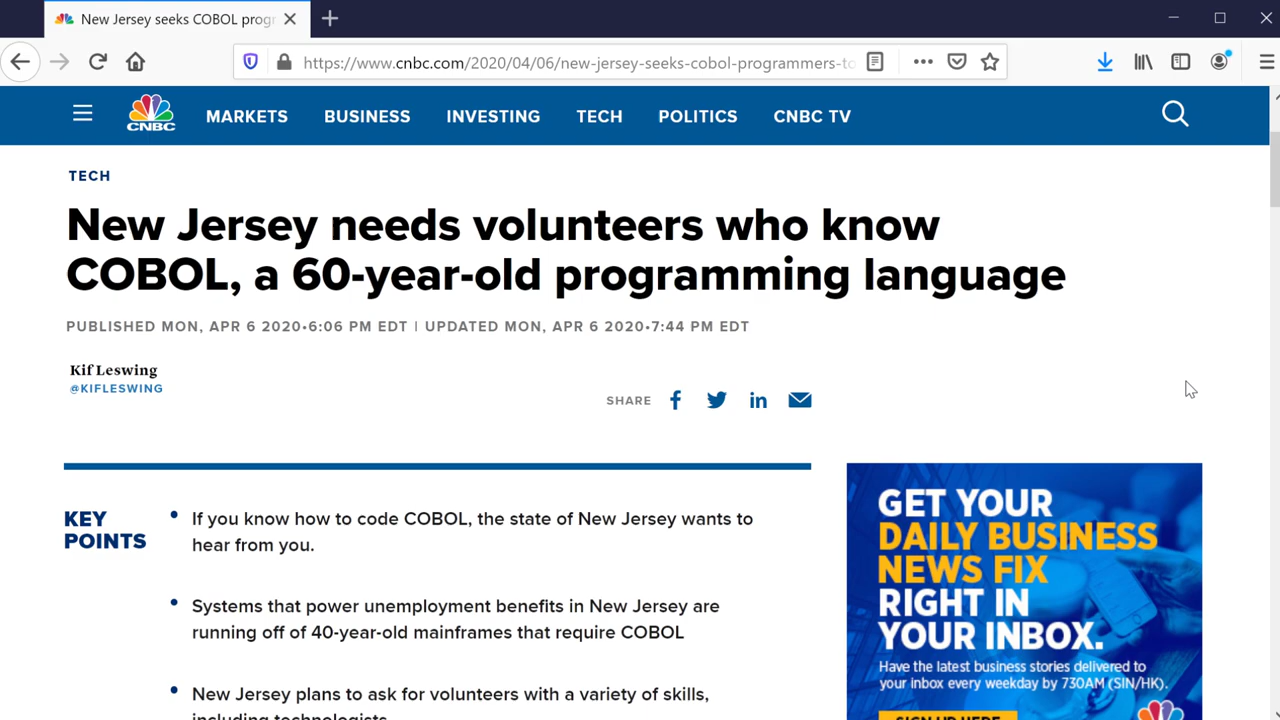 New Jersey seeks COBOL prog
https://www.cnbc.com/2020/04/06/new-jersey-seeks-cobol-programmers-to
CNBC
MARKETS BUSINESS INVESTING TECH POLITICS CNBC TV
TECH
New Jersey needs volunteers who know
COBOL, a 60-year-old programming language
PUBLISHED MON, APR 6 2020•6:06 PM EDT | UPDATED MON, APR 6 2020•7:44 PM EDT
Kif Leswing
@KIFLESWING
SHARE
KEY
POINTS
If you know how to code COBOL, the state of New Jersey wants to
hear from you.
Systems that power unemployment benefits in New Jersey are
running off of 40-year-old mainframes that require COBOL
New Jersey plans to ask for volunteers with a variety of skills,
including technologists.
GET YOUR
DAILY BUSINESS
NEWS FIX
RIGHT IN
YOUR INBOX.
Have the latest business stories delivered to
your inbox every weekday by 730AM (SIN/HK).
SIGN UP HERE